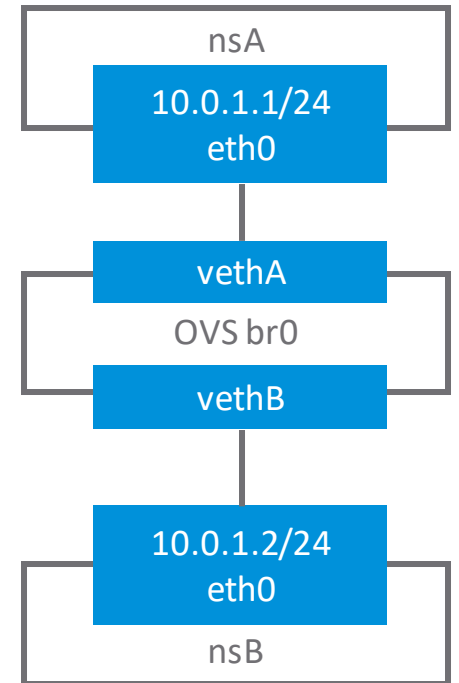 nsA
10.0.1.1/24
eth0
vethA
OVS br0
vethB
10.0.1.2/24
eth0
nsB